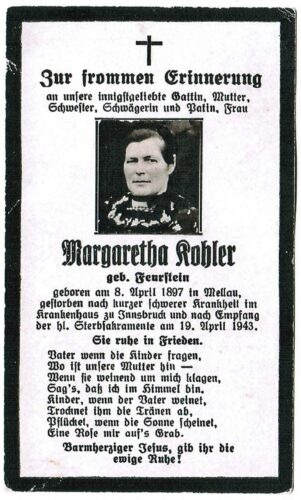 Zur frommen Erinnerung
an unsere innigstgeliebte Gattin, Mutter,
Schwester, Schwägerin und Patin, Frau
Margaretha Kohler
geb. Feurstein
geboren am 8. April 1897 in Mellau,
gestorben nach kurzer schwerer Krankheit im
Krankenhaus zu Innsbruck und nach Empfang
der hl. Sterbsakramente am 19. April 1943.
Sie ruhe in Frieden.
Vater wenn die Kinder fragen,
Wo ist unsere Mutter hin —
Wenn sie weinend um mich klagen,
Sag's, daß ich im Himmel bin.
Kinder, wenn der Vater weinet,
Trocknet ihm die Tränen ab,
Pflücket, wenn die Sonne scheinet,
Eine Rose mir auf's Grab.
Barmherziger Jesus, gib ihr die
ewige Ruhe!